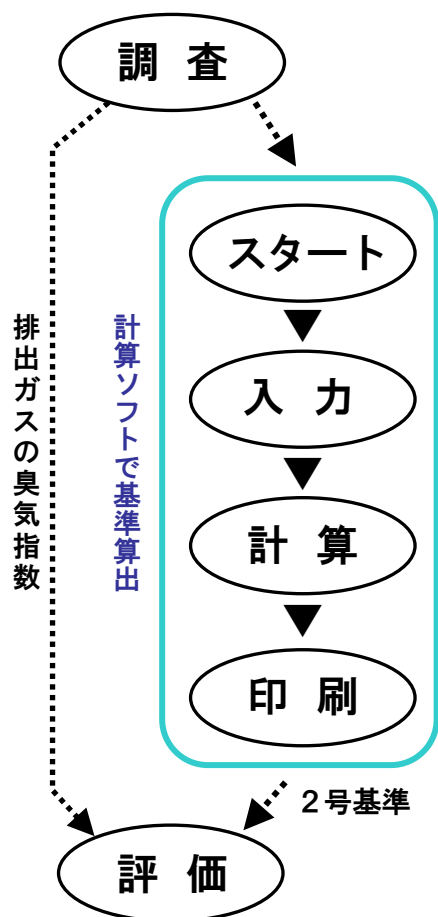 調 査
スタート
入 力
計 算
印 刷
排出ガスの臭気指数
計算ソフトで基準算出
２号基準
評 価